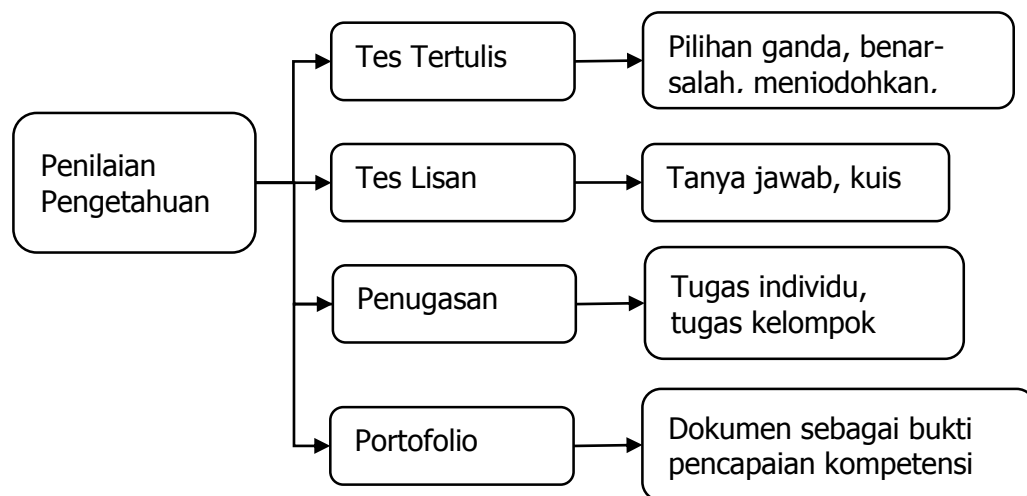 Penilaian
Pengetahuan
Tes Tertulis
Pilihan ganda, benar-
salah, menjodohkan,
Tes Lisan
Tanya jawab, kuis
Penugasan
Tugas individu,
tugas kelompok
Portofolio
Dokumen sebagai bukti
pencapaian kompetensi